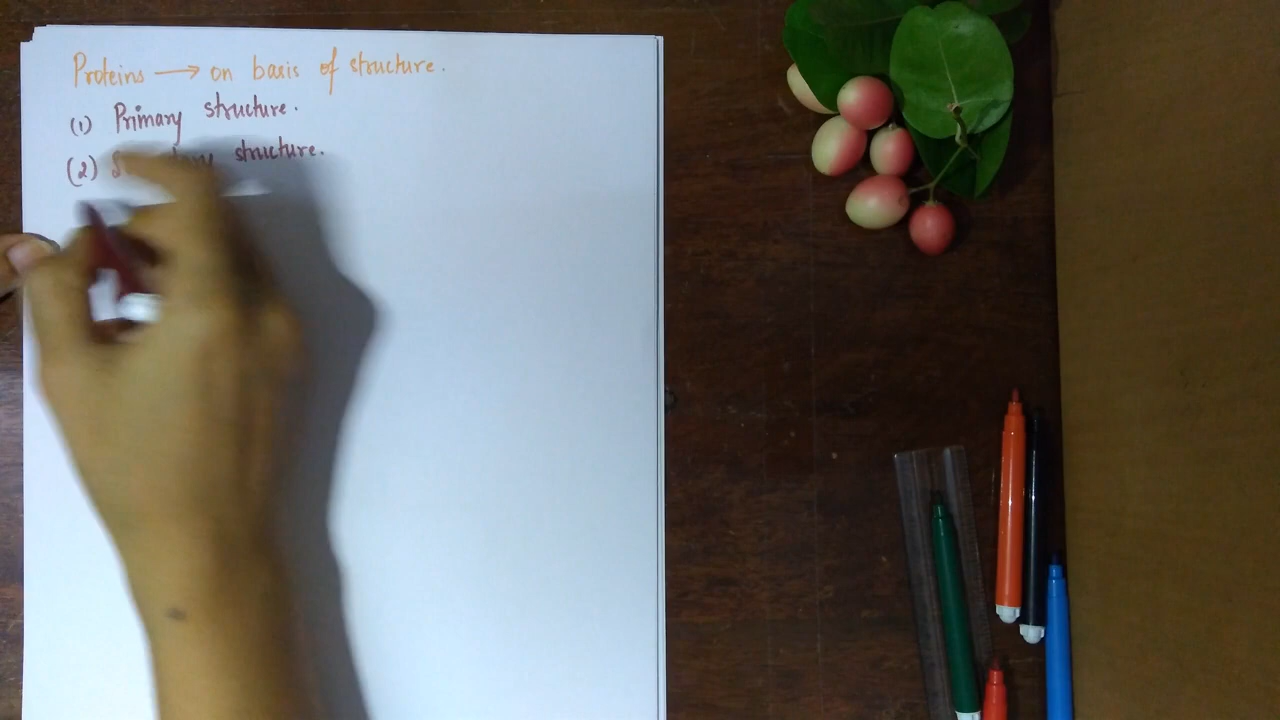 Proteins → on basis of structure.
(1) Primary structure.
(2) structure.